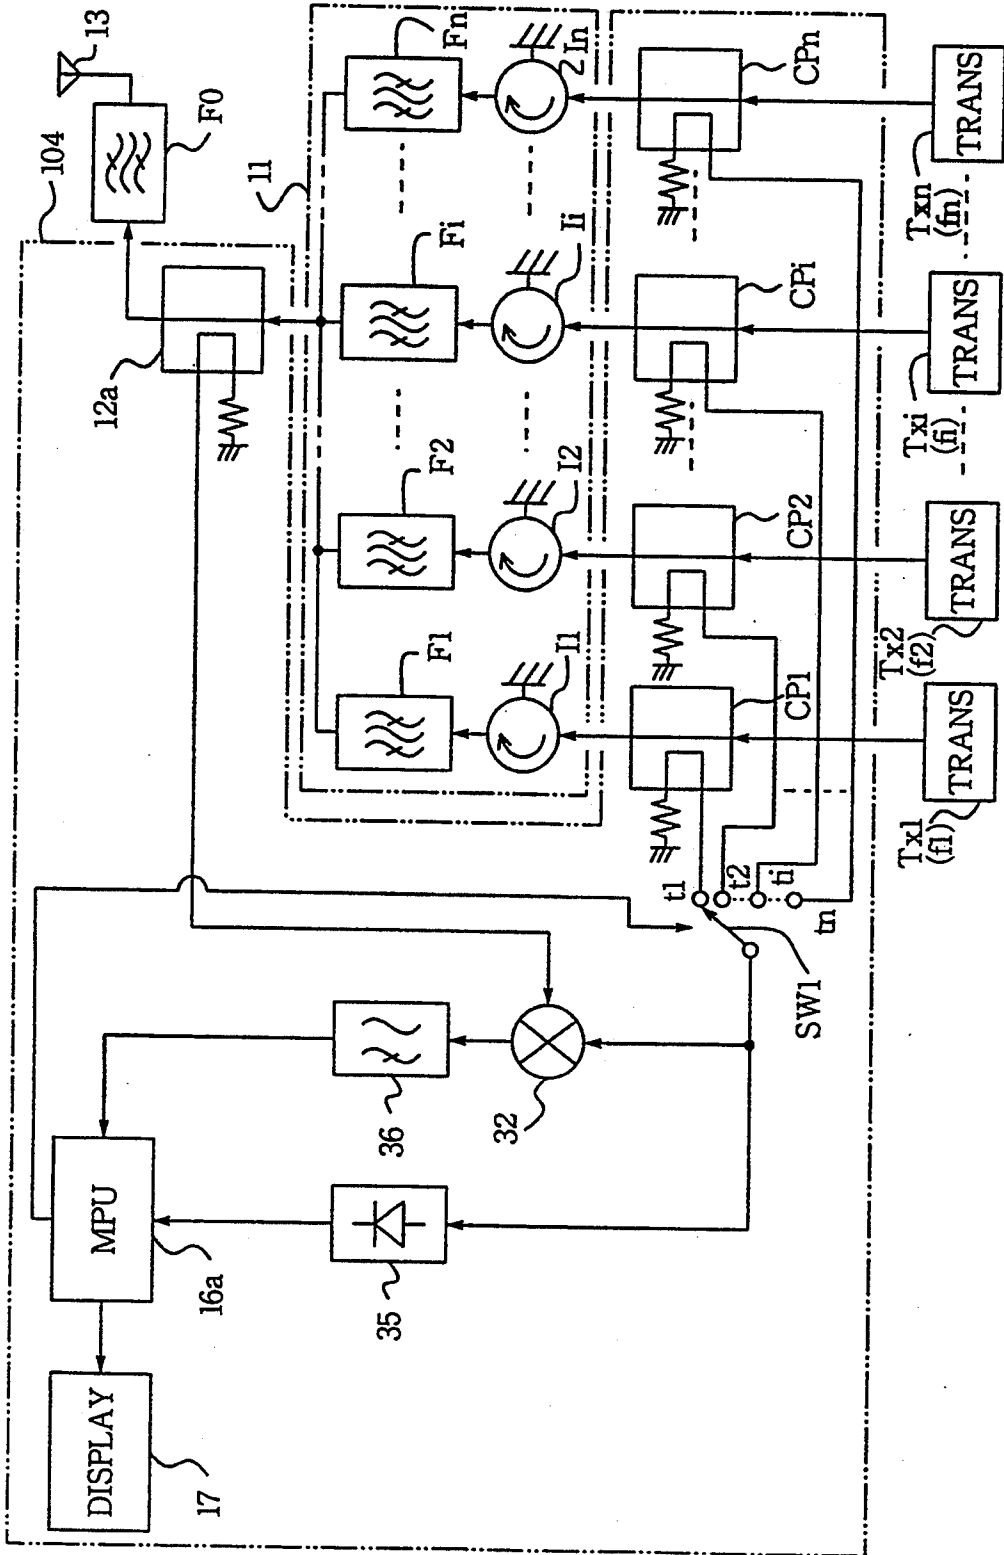 13
F0
104
12a
11
Fn
Fi
F2
F1
In
Ii
I2
I1
CPn
CPi
CP2
CP1
TRANS
Txn
(fn)
TRANS
Txi
(fi)
TRANS
Tx2
(f2)
TRANS
Tx1
(f1)
t1
t2
ti
tn
SW1
32
36
35
MPU
16a
DISPLAY
17